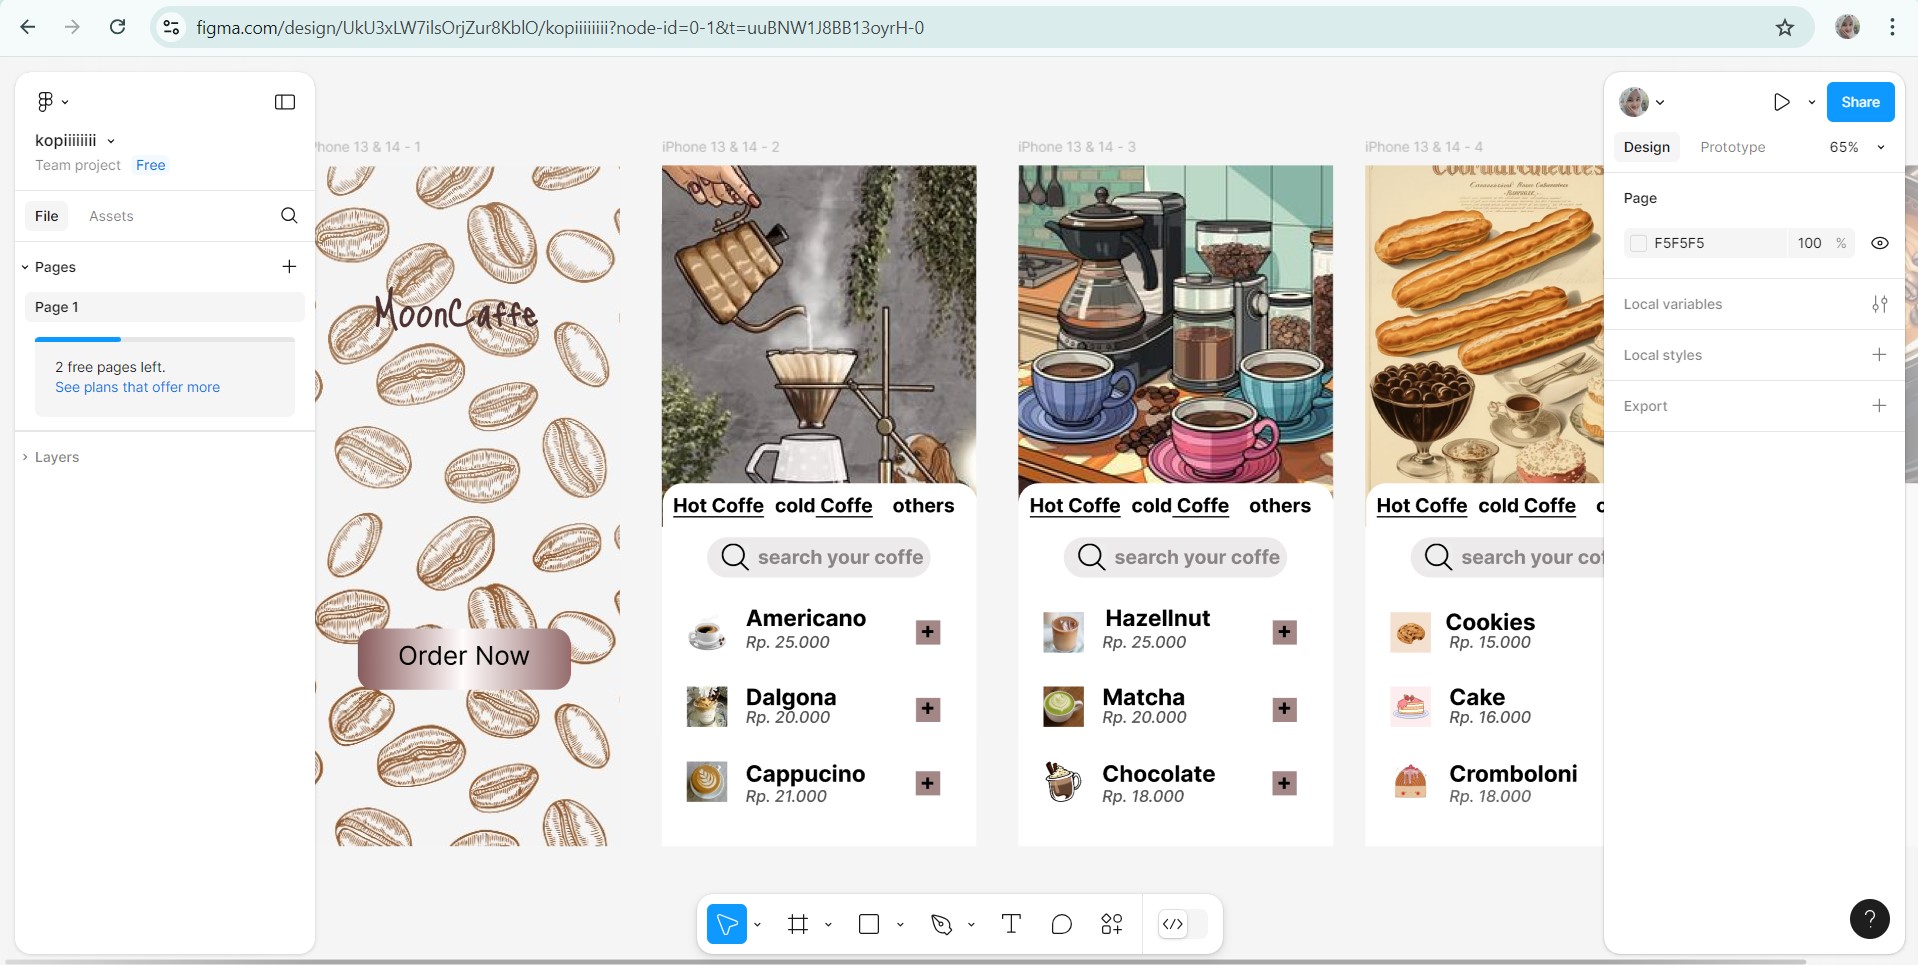 figma.com/design/UkU3xLW7ilsOrjZur8KblO/kopiiiiiiii?node-id=0-1&t=uuBNW1J8BB13oyrH-0
kopiiiiiiii
Team project Free
File Assets
Pages
Page 1
2 free pages left.
See plans that offer more
Layers
Phone 13 & 14 - 1
MoonCaffe
Order Now
iPhone 13 & 14 - 2
Hot Coffe cold Coffe others
search your coffe
Americano
Rp. 25.000
+
Dalgona
Rp. 20.000
+
Cappucino
Rp. 21.000
+
iPhone 13 & 14 - 3
Hot Coffe cold Coffe others
search your coffe
Hazellnut
Rp. 25.000
+
Matcha
Rp. 20.000
+
Chocolate
Rp. 18.000
+
iPhone 13 & 14 - 4
Hot Coffe cold Coffe
search your cof
Cookies
Rp. 15.000
Cake
Rp. 16.000
Cromboloni
Rp. 18.000
Share
Design Prototype 65%
Page
F5F5F5 100 %
Local variables
Local styles
Export
?